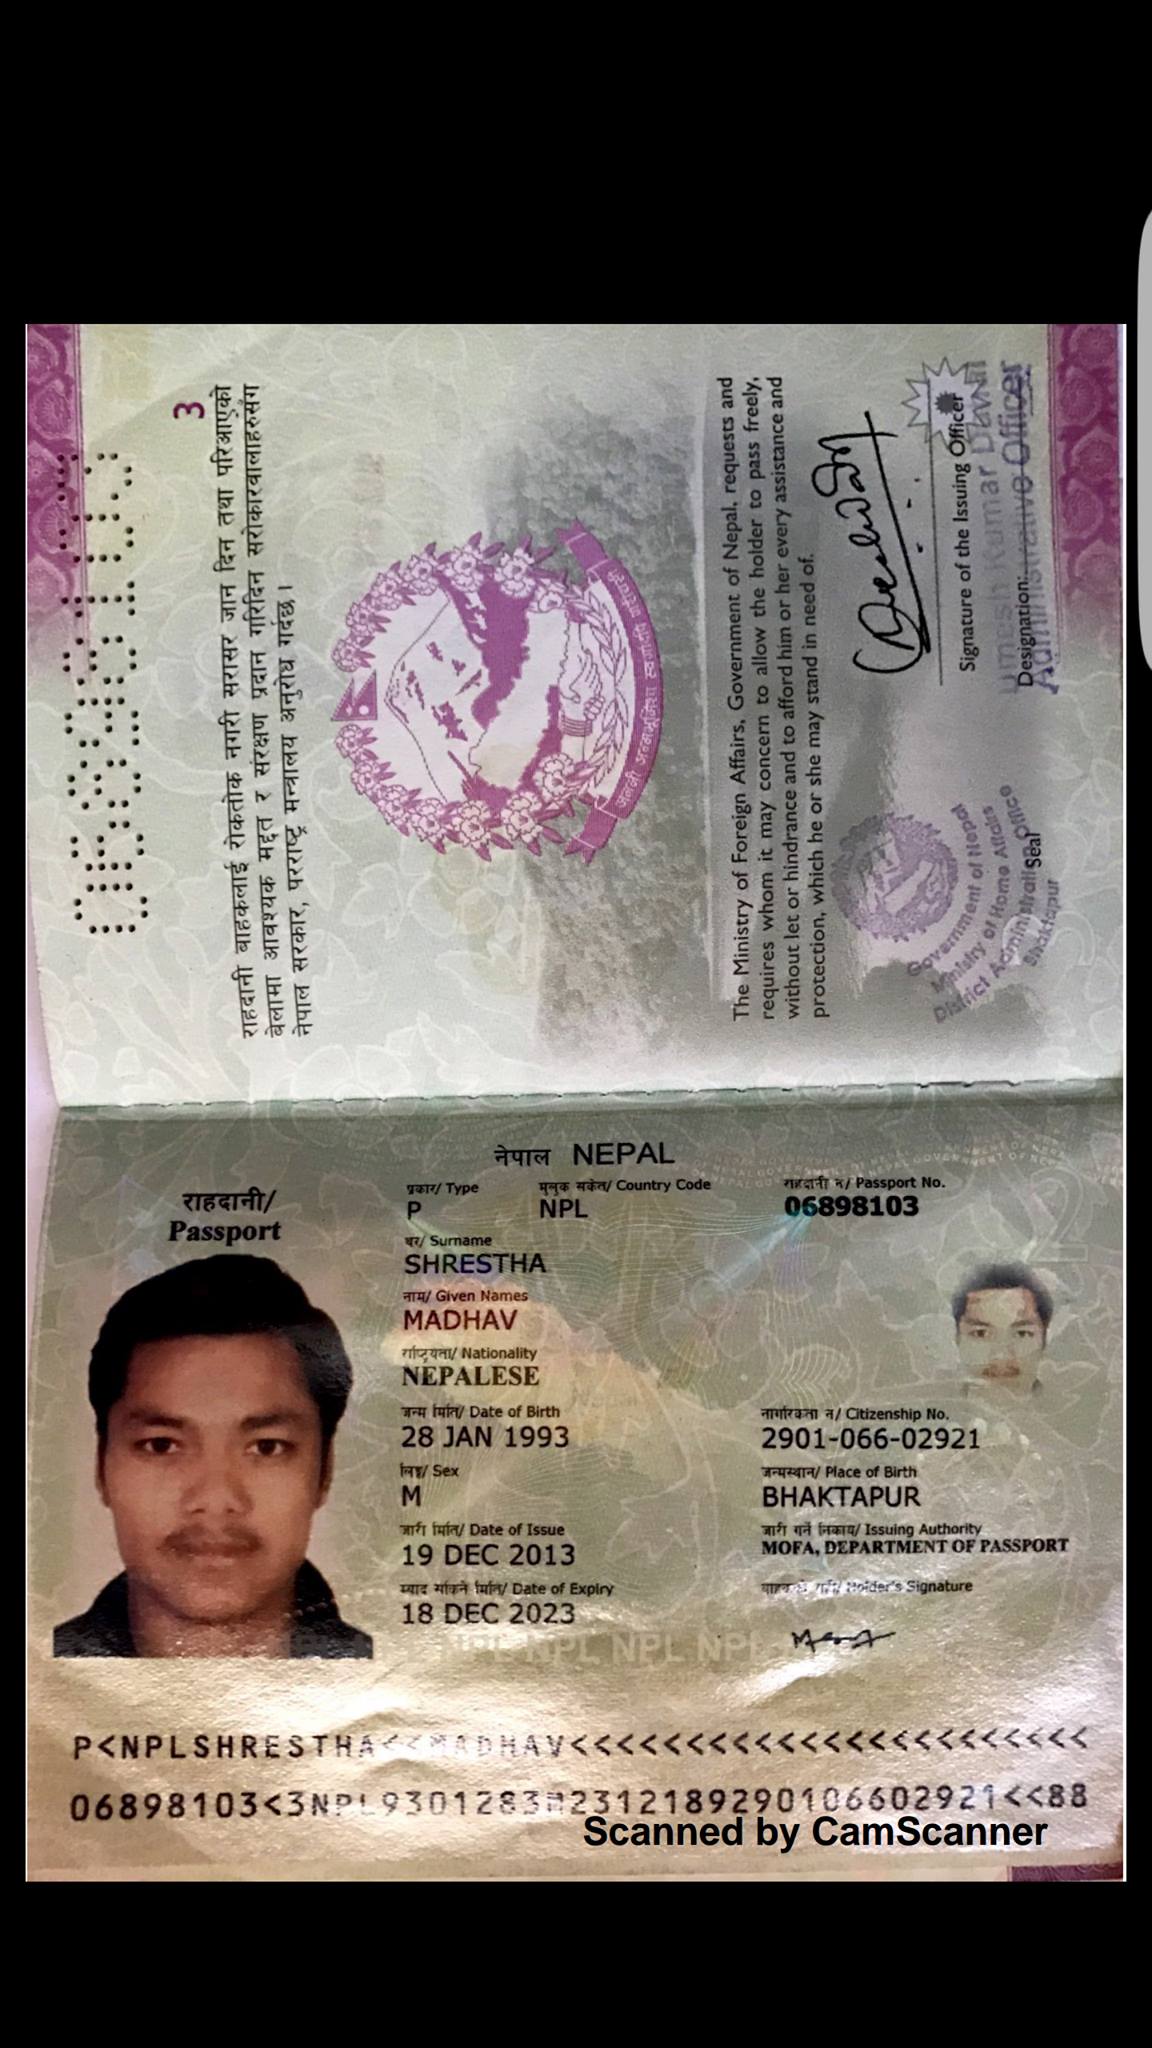 3
राहदानी बाहकलाई रोकतोक नगरी सरासर जान दिन तथा परिआएको
बेलामा आवश्यक मद्दत र संरक्षण प्रदान गरिदिन सरोकारवालाहरुसंग
नेपाल सरकार, परराष्ट्र मन्त्रालय अनुरोध गर्दछ ।
जननी जन्मभूमिश्च स्वर्गादपि गरीयसी
The Ministry of Foreign Affairs, Government of Nepal, requests and
requires whom it may concern to allow the holder to pass freely,
without let or hindrance and to afford him or her every assistance and
protection, which he or she may stand in need of.
Signature of the Issuing Officer
Designation:
Administrative Officer
Seal
Government of Nepal
Ministry of Home Affairs
District Administration Office
Bhaktapur
नेपाल NEPAL
राहदानी/
Passport
प्रकार/ Type मुलुक संकेत/ Country Code राहदानी नं/ Passport No.
P NPL 06898103
थर/ Surname
SHRESTHA
नाम/ Given Names
MADHAV
राष्ट्रियता/ Nationality
NEPALESE
जन्म मिति/ Date of Birth नागरिकता नं/ Citizenship No.
28 JAN 1993 2901-066-02921
लिङ्ग/ Sex जन्मस्थान/ Place of Birth
M BHAKTAPUR
जारी मिति/ Date of Issue जारी गर्ने निकाय/ Issuing Authority
19 DEC 2013 MOFA, DEPARTMENT OF PASSPORT
म्याद सकिने मिति/ Date of Expiry Holder's Signature
18 DEC 2023
NPL NPL NPL NPL
P<NPLSHRESTHA<<MADHAV<<<<<<<<<<<<<<<<<<<<<<<
06898103<3NPL9301283M2312189290106602921<<88
Scanned by CamScanner